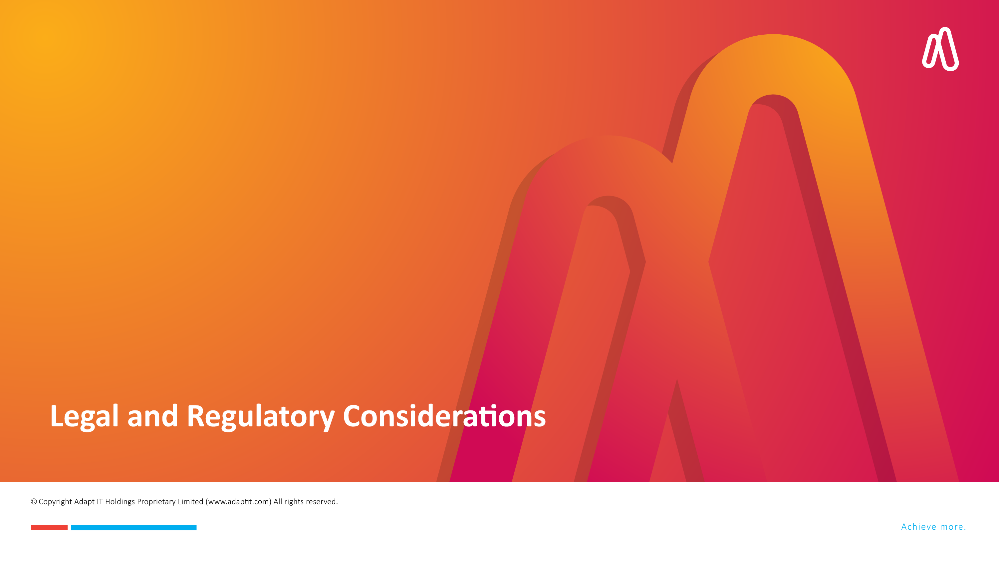 Legal and Regulatory Considerations
© Copyright Adapt IT Holdings Proprietary Limited (www.adaptit.com) All rights reserved.
Achieve more.